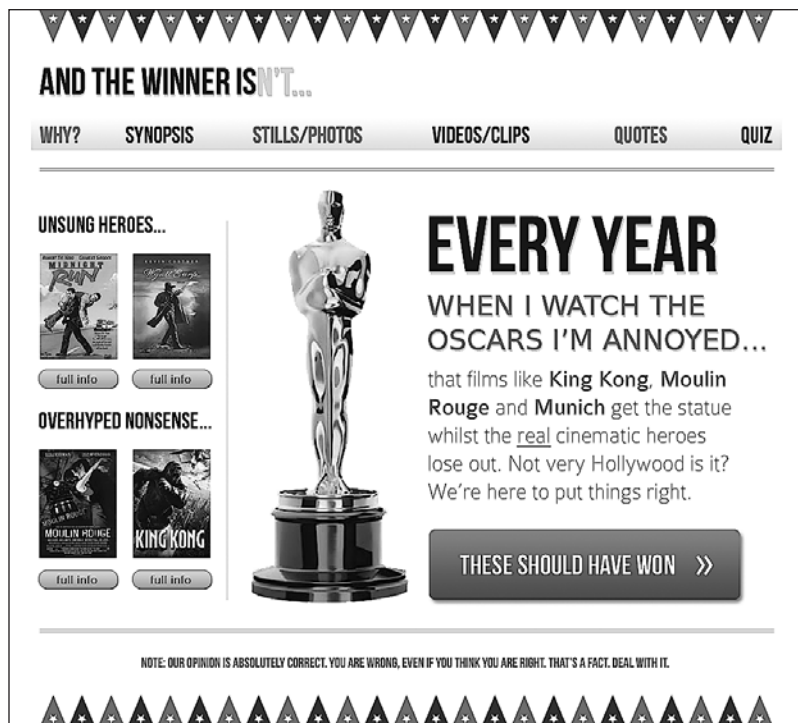 AND THE WINNER ISN'T...
WHY? SYNOPSIS STILLS/PHOTOS VIDEOS/CLIPS QUOTES QUIZ
UNSUNG HEROES...
MIDNIGHT
RUN
full info full info
OVERHYPED NONSENSE...
MOULIN ROUGE
KING KONG
full info full info
EVERY YEAR
WHEN I WATCH THE
OSCARS I'M ANNOYED...
that films like King Kong, Moulin
Rouge and Munich get the statue
whilst the real cinematic heroes
lose out. Not very Hollywood is it?
We're here to put things right.
THESE SHOULD HAVE WON »
NOTE: OUR OPINION IS ABSOLUTELY CORRECT. YOU ARE WRONG, EVEN IF YOU THINK YOU ARE RIGHT. THAT'S A FACT. DEAL WITH IT.